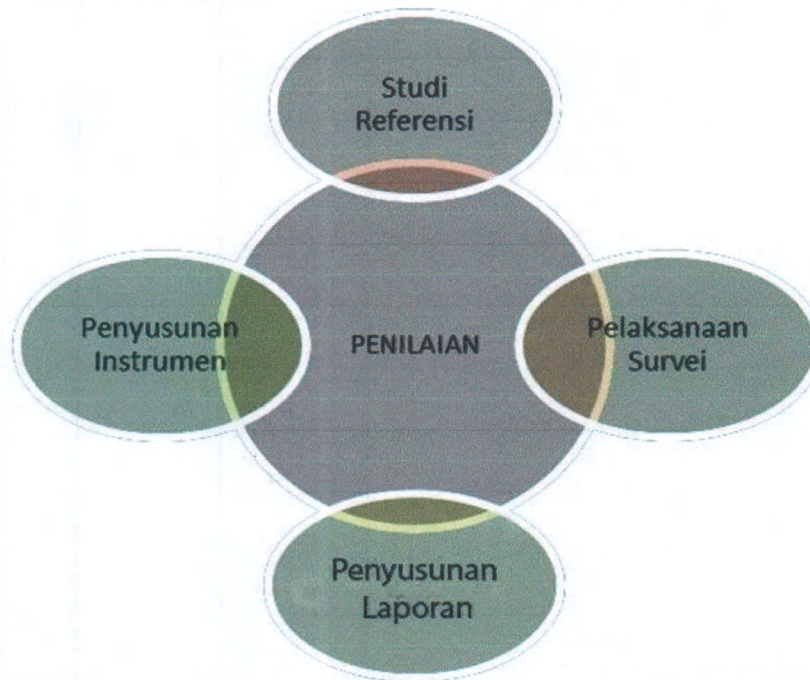 Studi
Referensi
Penyusunan
Instrumen
PENILAIAN
Pelaksanaan
Survei
Penyusunan
Laporan